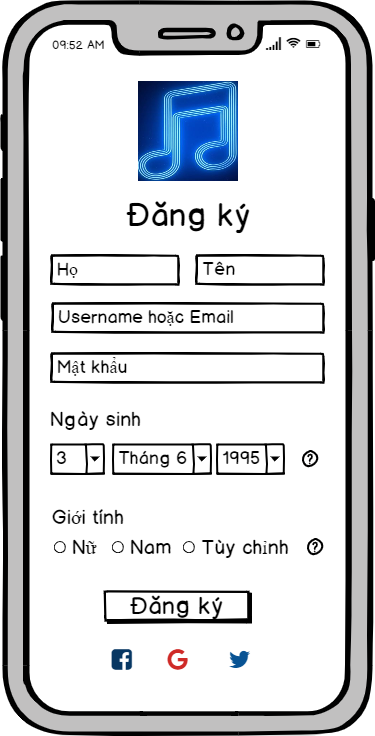 09:52 AM
Đăng ký
Họ Tên
Username hoặc Email
Mật khẩu
Ngày sinh
3 Tháng 6 1995 ?
Giới tính
Nữ Nam Tùy chỉnh ?
Đăng ký